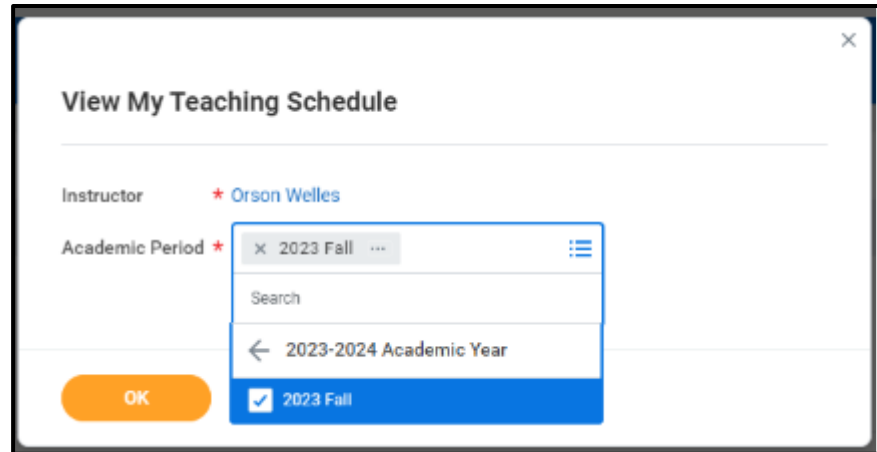 View My Teaching Schedule
Instructor * Orson Welles
Academic Period * × 2023 Fall ...
Search
← 2023-2024 Academic Year
2023 Fall
OK